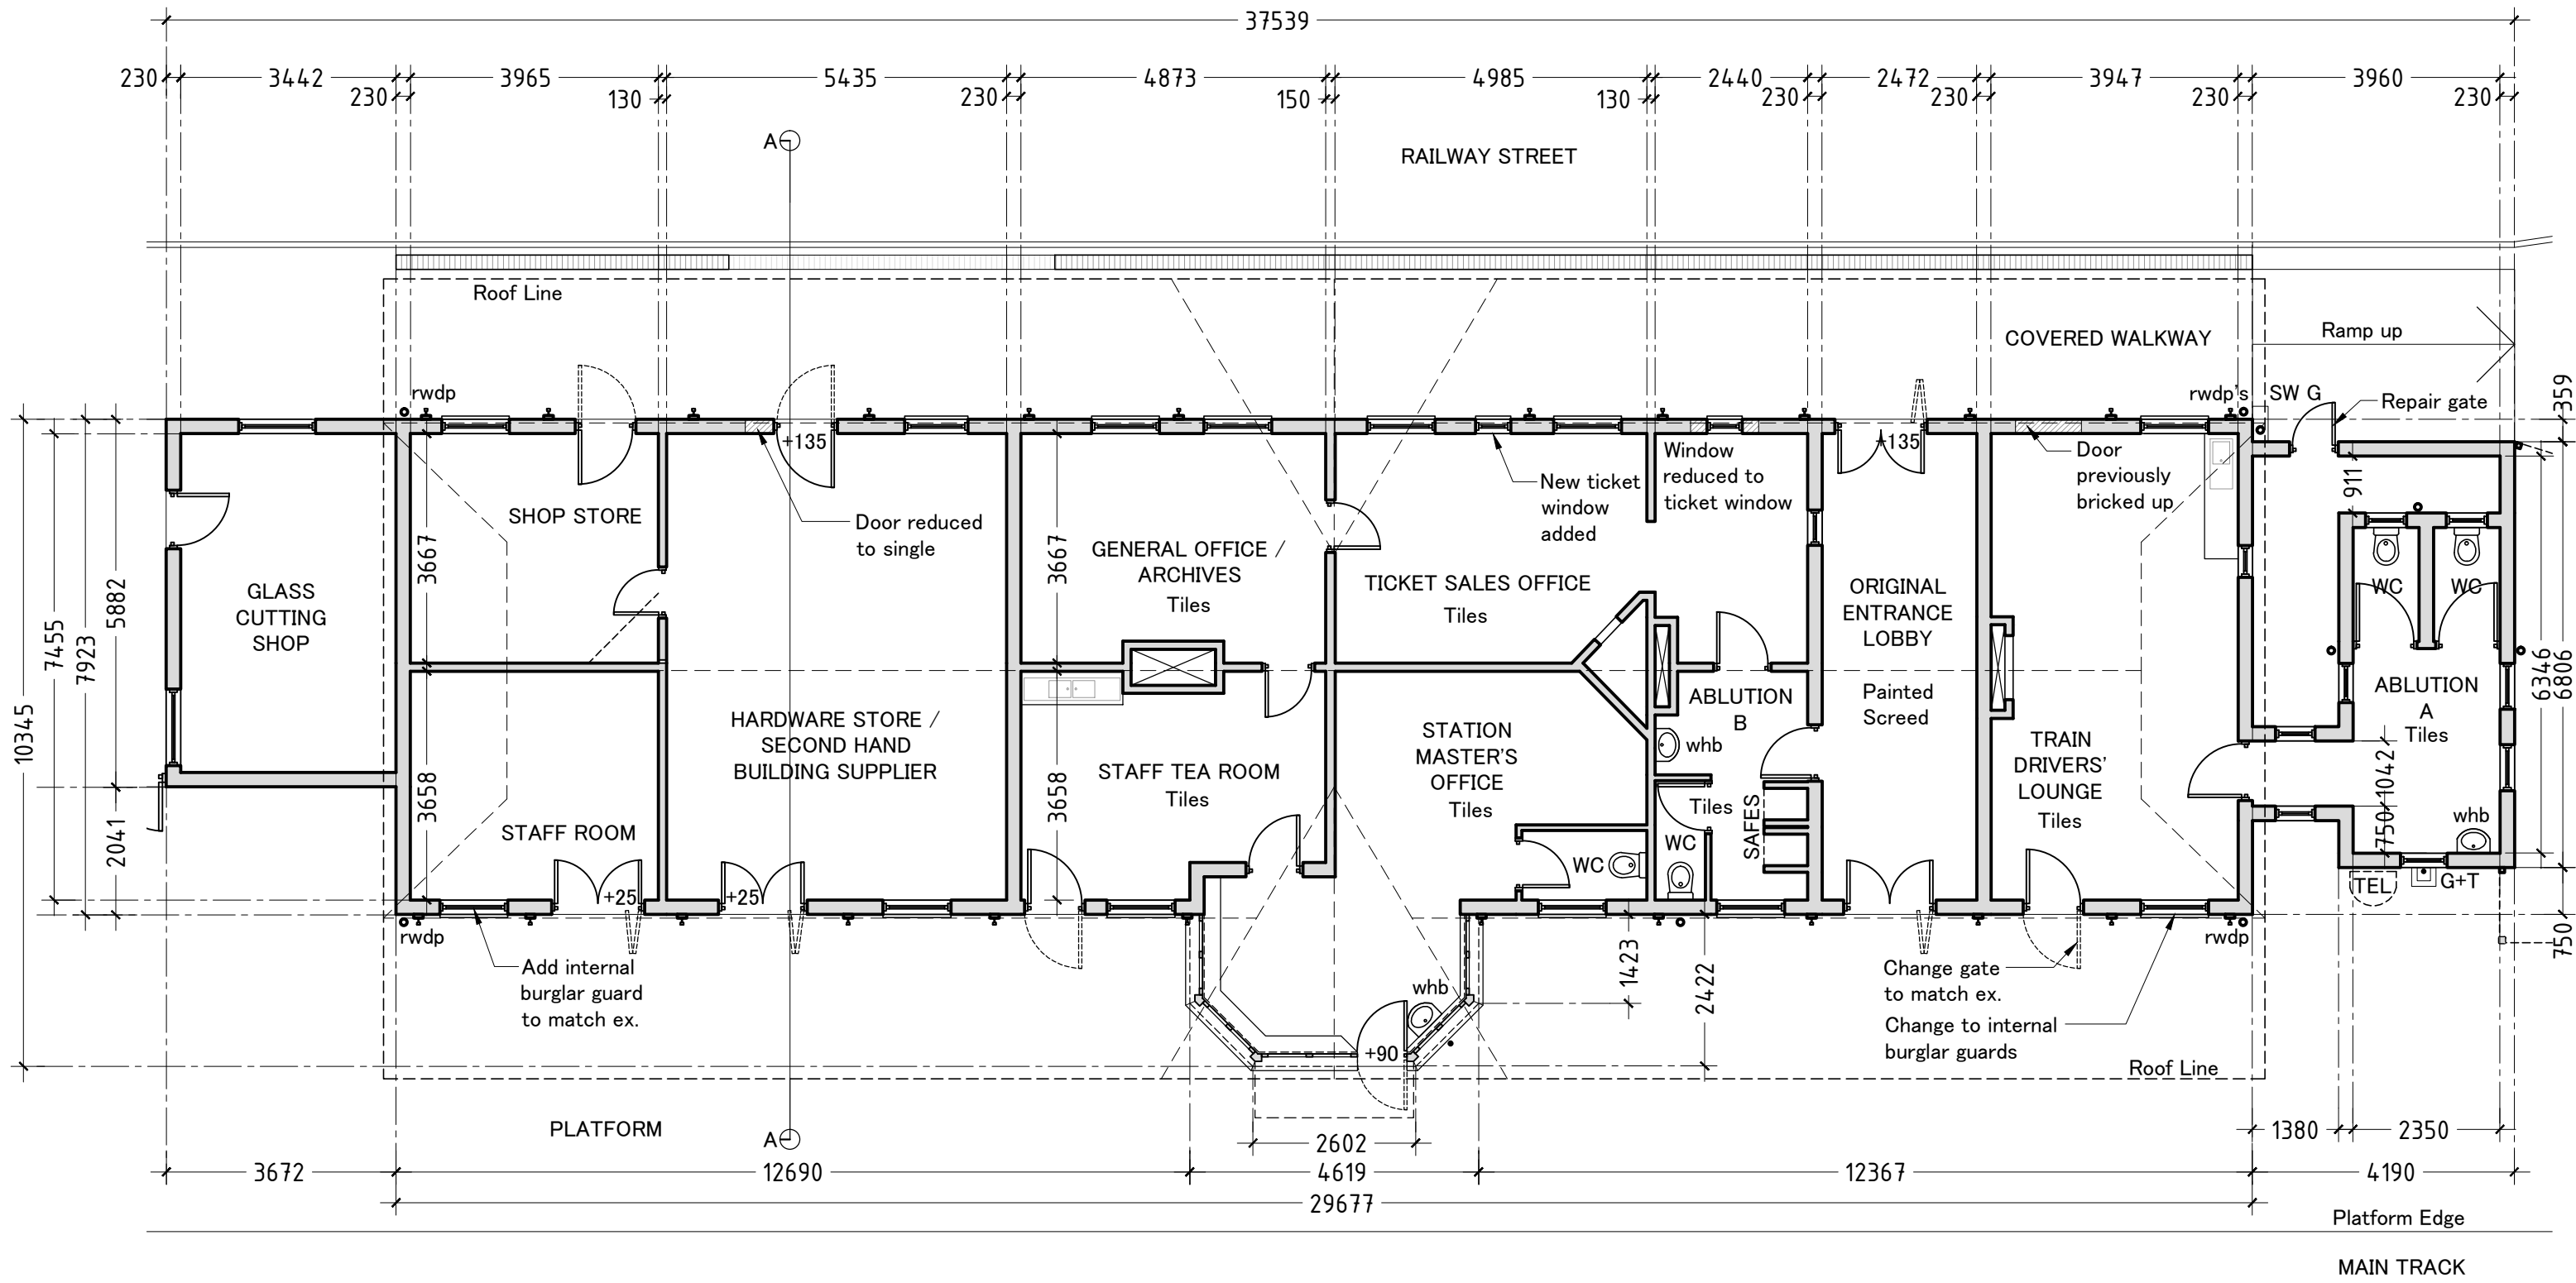 37539
230 3442 3965 5435 4873 4985 2440 2472 3947 3960
230 130 230 150 130 230 230 230 230
A
RAILWAY STREET
Roof Line
COVERED WALKWAY
Ramp up
rwdp
rwdp's
SW G
Repair gate
359
+135
+135
Window
reduced to
ticket window
Door
previously
bricked up
New ticket
window
added
911
SHOP STORE
Door reduced
to single
3667
3667
GENERAL OFFICE /
ARCHIVES
Tiles
TICKET SALES OFFICE
Tiles
ORIGINAL
ENTRANCE
LOBBY
Painted
Screed
WC
WC
GLASS
CUTTING
SHOP
5882
7455
7923
10345
2041
6346
6806
ABLUTION
A
Tiles
ABLUTION
B
whb
HARDWARE STORE /
SECOND HAND
BUILDING SUPPLIER
STATION
MASTER'S
OFFICE
Tiles
TRAIN
DRIVERS'
LOUNGE
Tiles
1042
750
STAFF TEA ROOM
Tiles
3658
3658
STAFF ROOM
Tiles
SAFES
WC
WC
whb
TEL
G+T
+25
+25
rwdp
rwdp
750
Add internal
burglar guard
to match ex.
1423
2422
whb
+90
Change gate
to match ex.
Change to internal
burglar guards
Roof Line
PLATFORM
A
2602
1380 2350
3672 12690 4619 12367 4190
29677
Platform Edge
MAIN TRACK